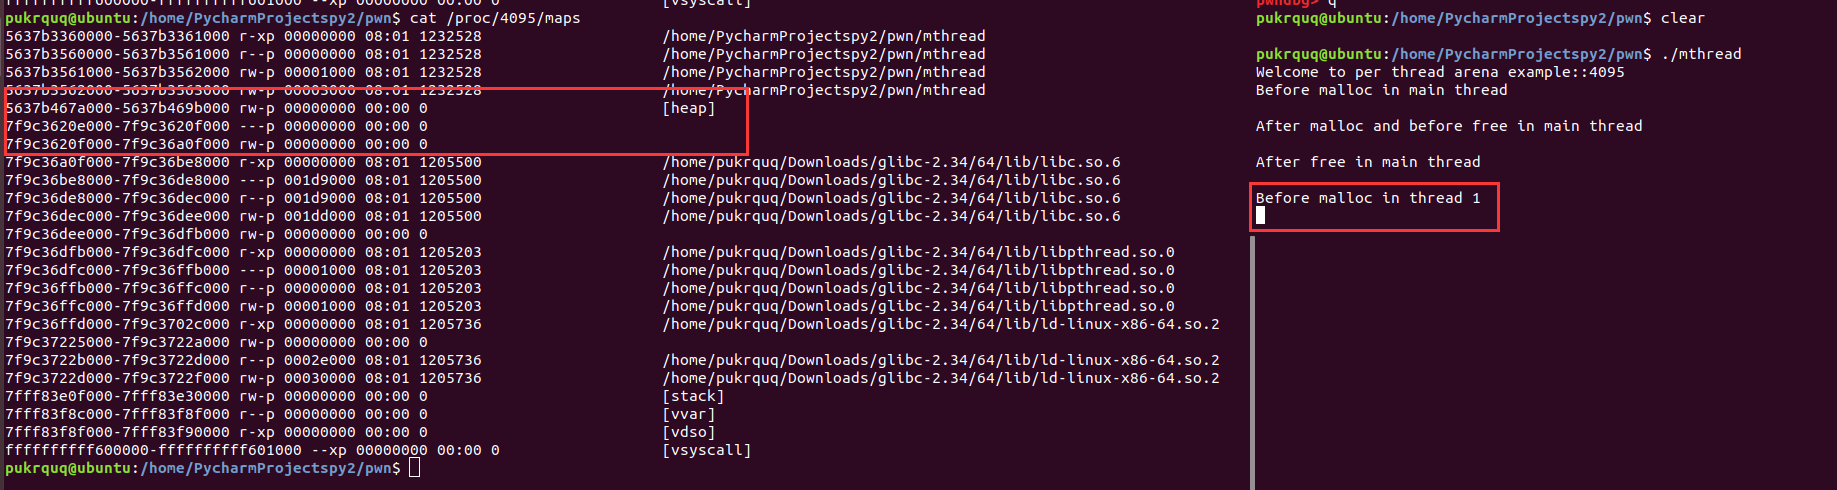 fffffffff601000 --xp 00000000 00:00 0 [vsyscall]
pukrquq@ubuntu:/home/PycharmProjectspy2/pwn$ cat /proc/4095/maps
5637b3360000-5637b3361000 r-xp 00000000 08:01 1232528 /home/PycharmProjectspy2/pwn/mthread
5637b3560000-5637b3561000 r--p 00000000 08:01 1232528 /home/PycharmProjectspy2/pwn/mthread
5637b3561000-5637b3562000 rw-p 00001000 08:01 1232528 /home/PycharmProjectspy2/pwn/mthread
5637b3562000-5637b3563000 rw-p 00003000 08:01 1232528 /home/PycharmProjectspy2/pwn/mthread
5637b467a000-5637b469b000 rw-p 00000000 00:00 0 [heap]
7f9c3620e000-7f9c3620f000 ---p 00000000 00:00 0
7f9c3620f000-7f9c36a0f000 rw-p 00000000 00:00 0
7f9c36a0f000-7f9c36be8000 r-xp 00000000 08:01 1205500 /home/pukrquq/Downloads/glibc-2.34/64/lib/libc.so.6
7f9c36be8000-7f9c36de8000 ---p 001d9000 08:01 1205500 /home/pukrquq/Downloads/glibc-2.34/64/lib/libc.so.6
7f9c36de8000-7f9c36dec000 r--p 001d9000 08:01 1205500 /home/pukrquq/Downloads/glibc-2.34/64/lib/libc.so.6
7f9c36dec000-7f9c36dee000 rw-p 001dd000 08:01 1205500 /home/pukrquq/Downloads/glibc-2.34/64/lib/libc.so.6
7f9c36dee000-7f9c36dfb000 rw-p 00000000 00:00 0
7f9c36dfb000-7f9c36dfc000 r-xp 00000000 08:01 1205203 /home/pukrquq/Downloads/glibc-2.34/64/lib/libpthread.so.0
7f9c36dfc000-7f9c36ffb000 ---p 00001000 08:01 1205203 /home/pukrquq/Downloads/glibc-2.34/64/lib/libpthread.so.0
7f9c36ffb000-7f9c36ffc000 r--p 00000000 08:01 1205203 /home/pukrquq/Downloads/glibc-2.34/64/lib/libpthread.so.0
7f9c36ffc000-7f9c36ffd000 rw-p 00001000 08:01 1205203 /home/pukrquq/Downloads/glibc-2.34/64/lib/libpthread.so.0
7f9c36ffd000-7f9c3702c000 r-xp 00000000 08:01 1205736 /home/pukrquq/Downloads/glibc-2.34/64/lib/ld-linux-x86-64.so.2
7f9c37225000-7f9c3722a000 rw-p 00000000 00:00 0
7f9c3722b000-7f9c3722d000 r--p 0002e000 08:01 1205736 /home/pukrquq/Downloads/glibc-2.34/64/lib/ld-linux-x86-64.so.2
7f9c3722d000-7f9c3722f000 rw-p 00030000 08:01 1205736 /home/pukrquq/Downloads/glibc-2.34/64/lib/ld-linux-x86-64.so.2
7fff83e0f000-7fff83e30000 rw-p 00000000 00:00 0 [stack]
7fff83f8c000-7fff83f8f000 r--p 00000000 00:00 0 [vvar]
7fff83f8f000-7fff83f90000 r-xp 00000000 00:00 0 [vdso]
ffffffffff600000-ffffffffff601000 --xp 00000000 00:00 0 [vsyscall]
pukrquq@ubuntu:/home/PycharmProjectspy2/pwn$
pwndbg> q
pukrquq@ubuntu:/home/PycharmProjectspy2/pwn$ clear
pukrquq@ubuntu:/home/PycharmProjectspy2/pwn$ ./mthread
Welcome to per thread arena example::4095
Before malloc in main thread
After malloc and before free in main thread
After free in main thread
Before malloc in thread 1